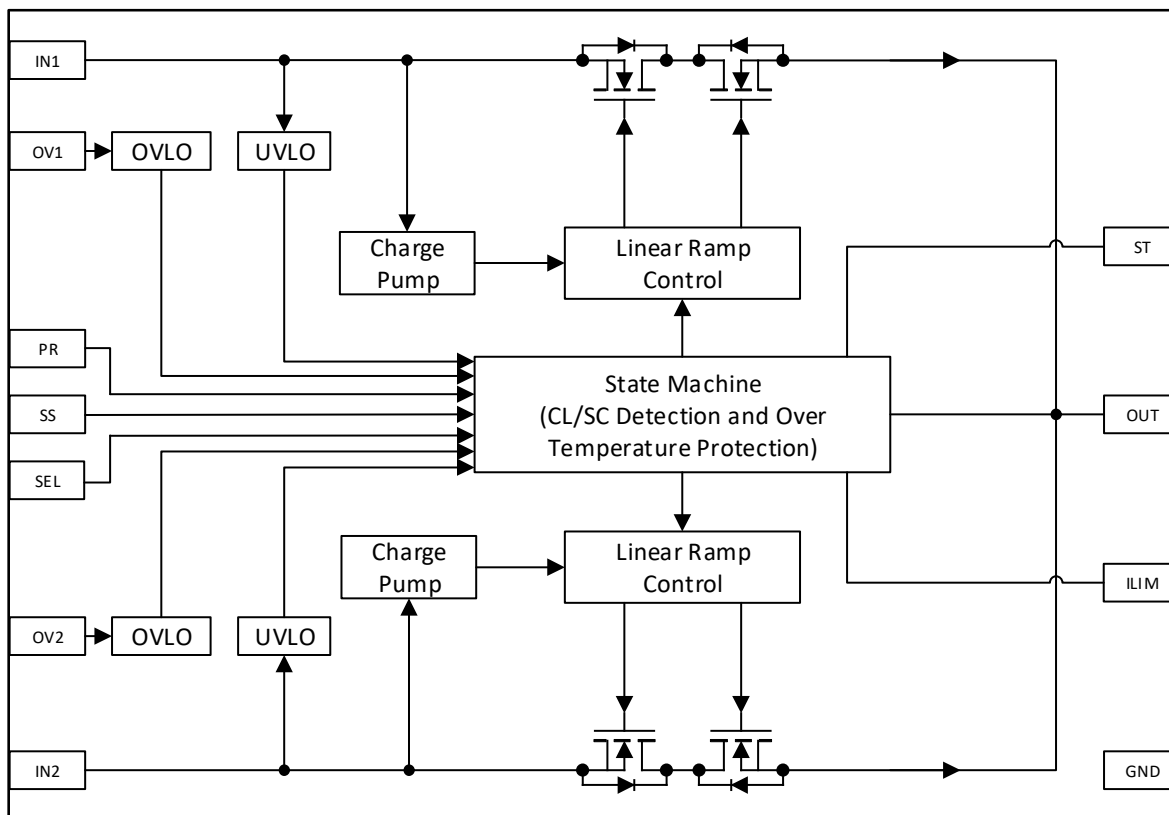 IN1
OV1
OVLO
UVLO
Charge
Pump
Linear Ramp
Control
ST
PR
SS
SEL
State Machine
(CL/SC Detection and Over
Temperature Protection)
OUT
Charge
Pump
Linear Ramp
Control
ILIM
OV2
OVLO
UVLO
IN2
GND